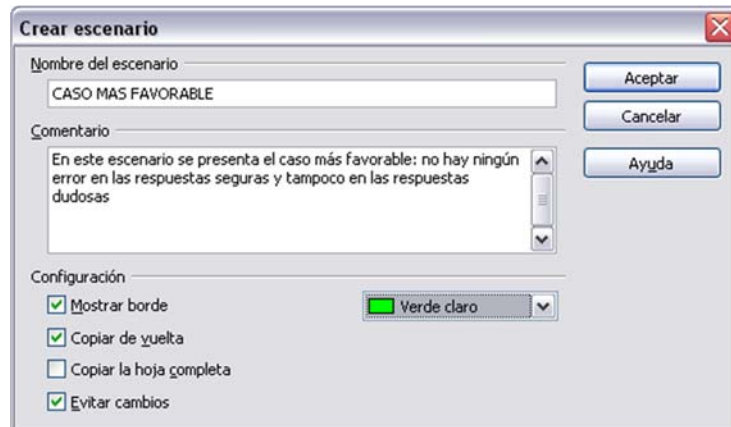 Crear escenario
Nombre del escenario
CASO MAS FAVORABLE
Comentario
En este escenario se presenta el caso más favorable: no hay ningún
error en las respuestas seguras y tampoco en las respuestas
dudosas
Configuración
Mostrar borde
Verde claro
Copiar de vuelta
Copiar la hoja completa
Evitar cambios
Aceptar
Cancelar
Ayuda